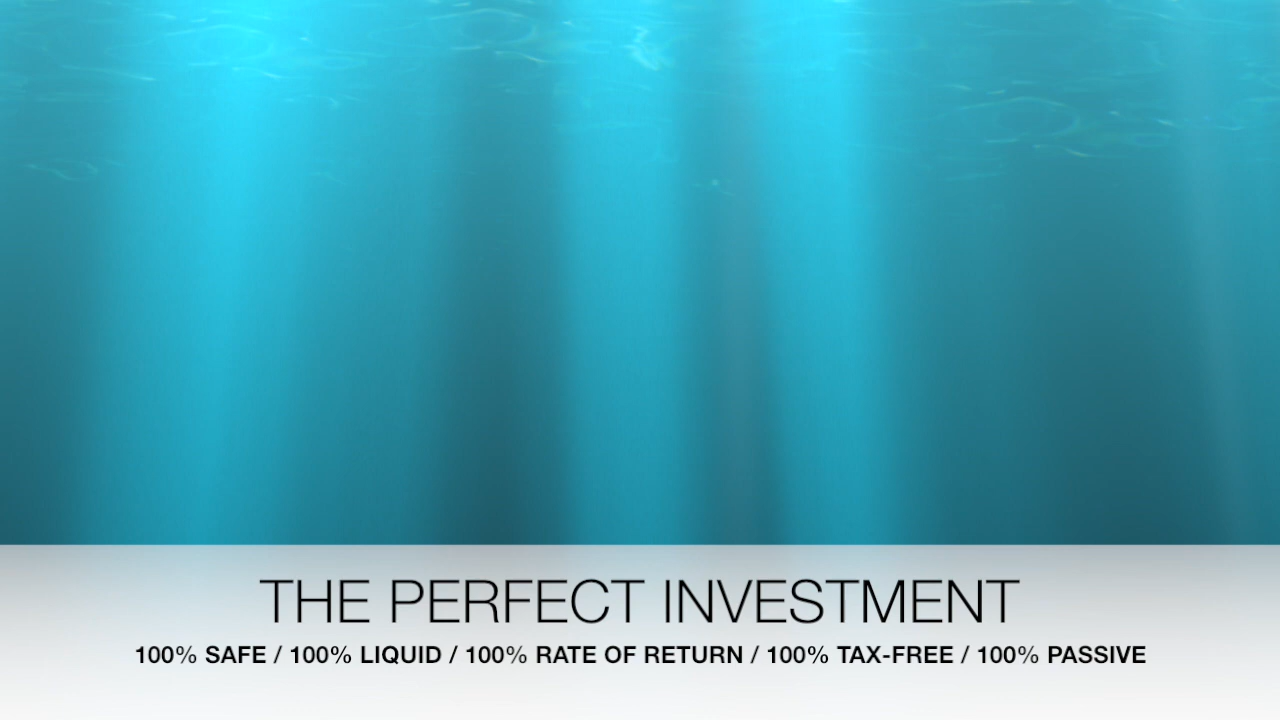 THE PERFECT INVESTMENT
100% SAFE / 100% LIQUID / 100% RATE OF RETURN / 100% TAX-FREE / 100% PASSIVE